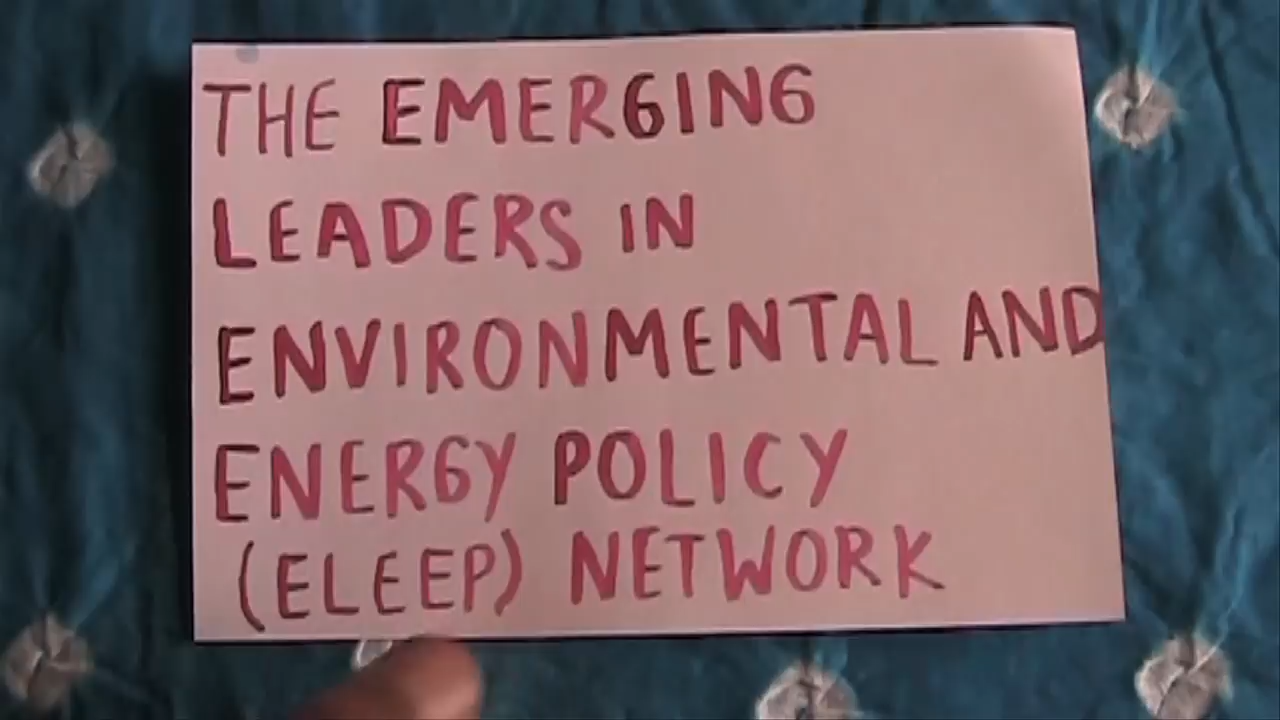 THE EMERGING
LEADERS IN
ENVIRONMENTAL AND
ENERGY POLICY
(ELEEP) NETWORK